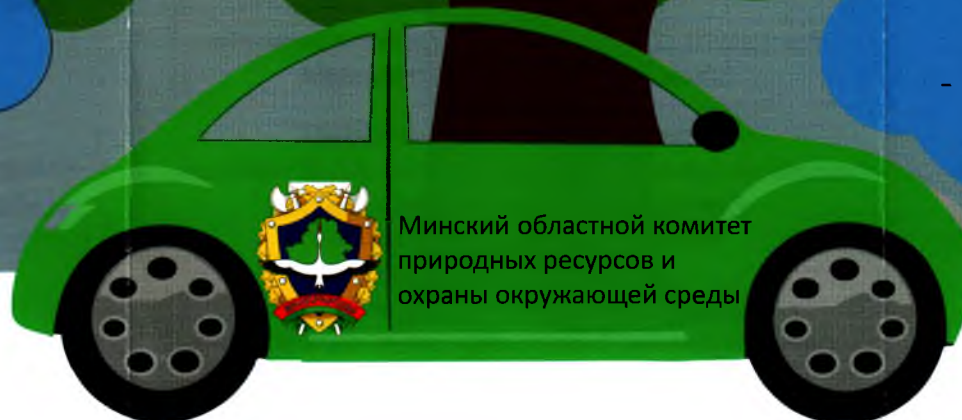 Минский областной комитет
природных ресурсов и
охраны окружающей среды